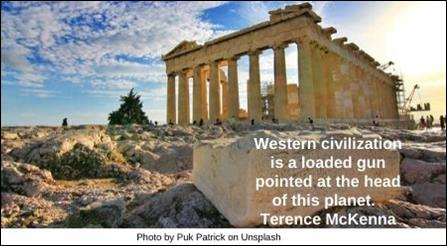 Western civilization
is a loaded gun
pointed at the head
of this planet.
Terence McKenna
Photo by Puk Patrick on Unsplash